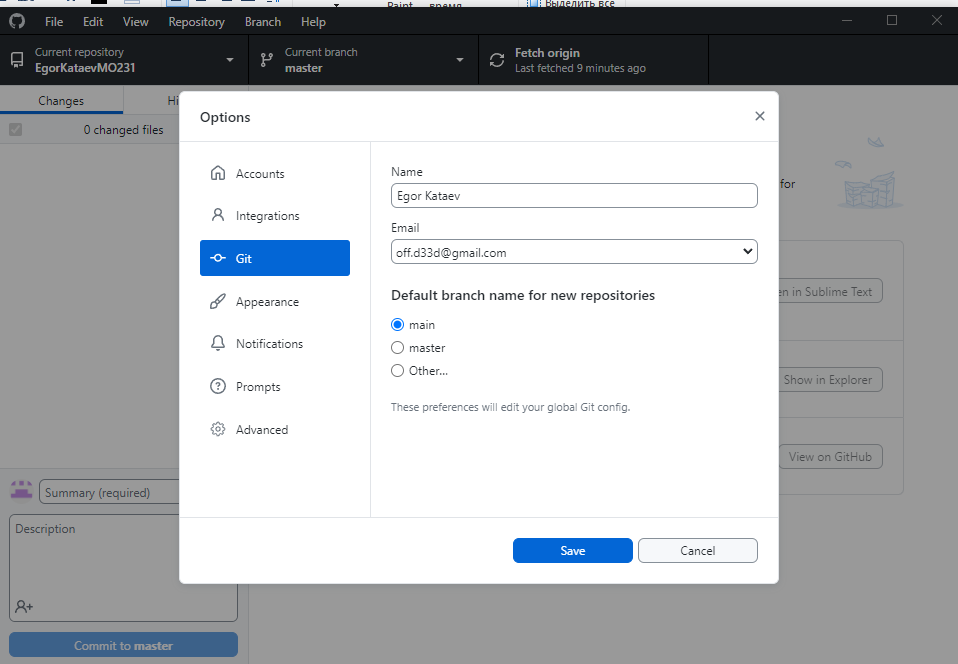 Paint
время
Выделить все
File Edit View Repository Branch Help
Current repository
EgorKataevMO231
Current branch
master
Fetch origin
Last fetched 9 minutes ago
Changes
Hi
0 changed files
Options
Accounts
Integrations
Git
Appearance
Notifications
Prompts
Advanced
Name
Egor Kataev
Email
off.d33d@gmail.com
Default branch name for new repositories
main
master
Other...
These preferences will edit your global Git config.
Save
Cancel
for
en in Sublime Text
Show in Explorer
View on GitHub
Summary (required)
Description
Commit to master